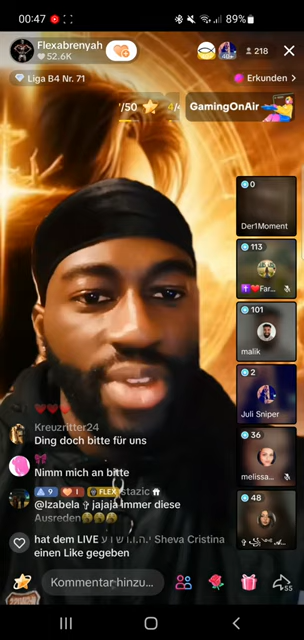 00:47
89%
Flexabrenyah
52.6K
218
Liga B4 Nr. 71
Erkunden >
/50
GamingOnAir
0
Der1Moment
113
Far...
101
malik
2
Juli Sniper
36
melissa...
48
Kreuzritter24
Ding doch bitte für uns
Nimm mich an bitte
9 1 FLEX stazic
@Izabela jajaja immer diese
Ausreden
hat dem LIVE Sheva Cristina
einen Like gegeben
Kommentar hinzu...
55